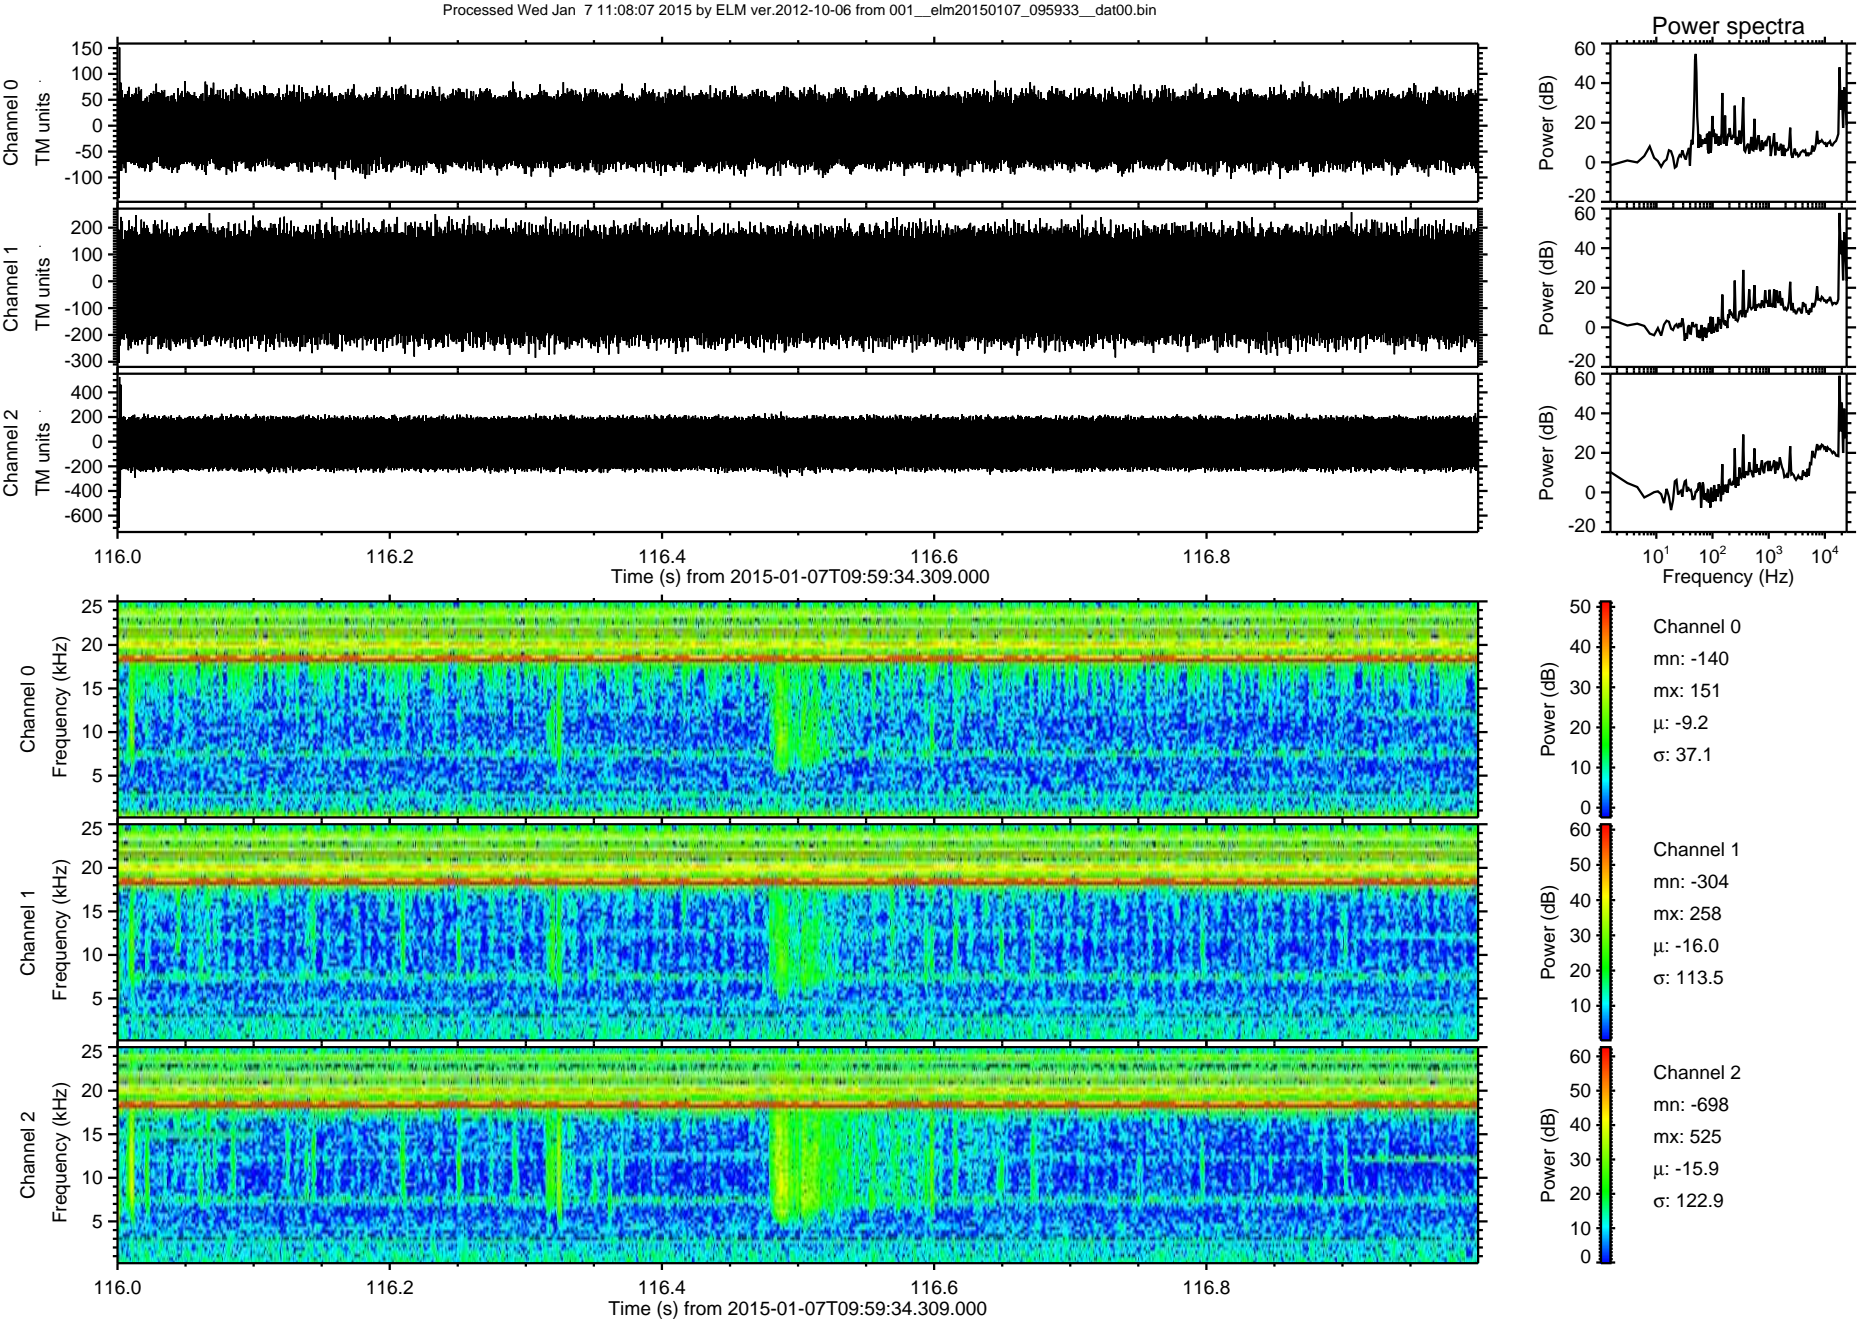 Processed Wed Jan  7 11:08:07 2015 by ELM ver.2012-10-06 from 001__elm20150107_095933__dat00.bin
Power spectra
Channel 0
TM units
150
100
50
0
-50
-100
Power (dB)
60
40
20
0
-20
Channel 1
TM units
200
100
0
-100
-200
-300
Power (dB)
60
40
20
0
-20
Channel 2
TM units
400
200
0
-200
-400
-600
Power (dB)
60
40
20
0
-20
116.0 116.2 116.4 116.6 116.8
Time (s) from 2015-01-07T09:59:34.309.000
10¹ 10² 10³ 10⁴
Frequency (Hz)
Channel 0
Frequency (kHz)
25
20
15
10
5
Power (dB)
50
40
30
20
10
0
Channel 0
mn: -140
mx: 151
μ: -9.2
σ: 37.1
Channel 1
Frequency (kHz)
25
20
15
10
5
Power (dB)
60
50
40
30
20
10
Channel 1
mn: -304
mx: 258
μ: -16.0
σ: 113.5
Channel 2
Frequency (kHz)
25
20
15
10
5
Power (dB)
60
50
40
30
20
10
0
Channel 2
mn: -698
mx: 525
μ: -15.9
σ: 122.9
116.0 116.2 116.4 116.6 116.8
Time (s) from 2015-01-07T09:59:34.309.000